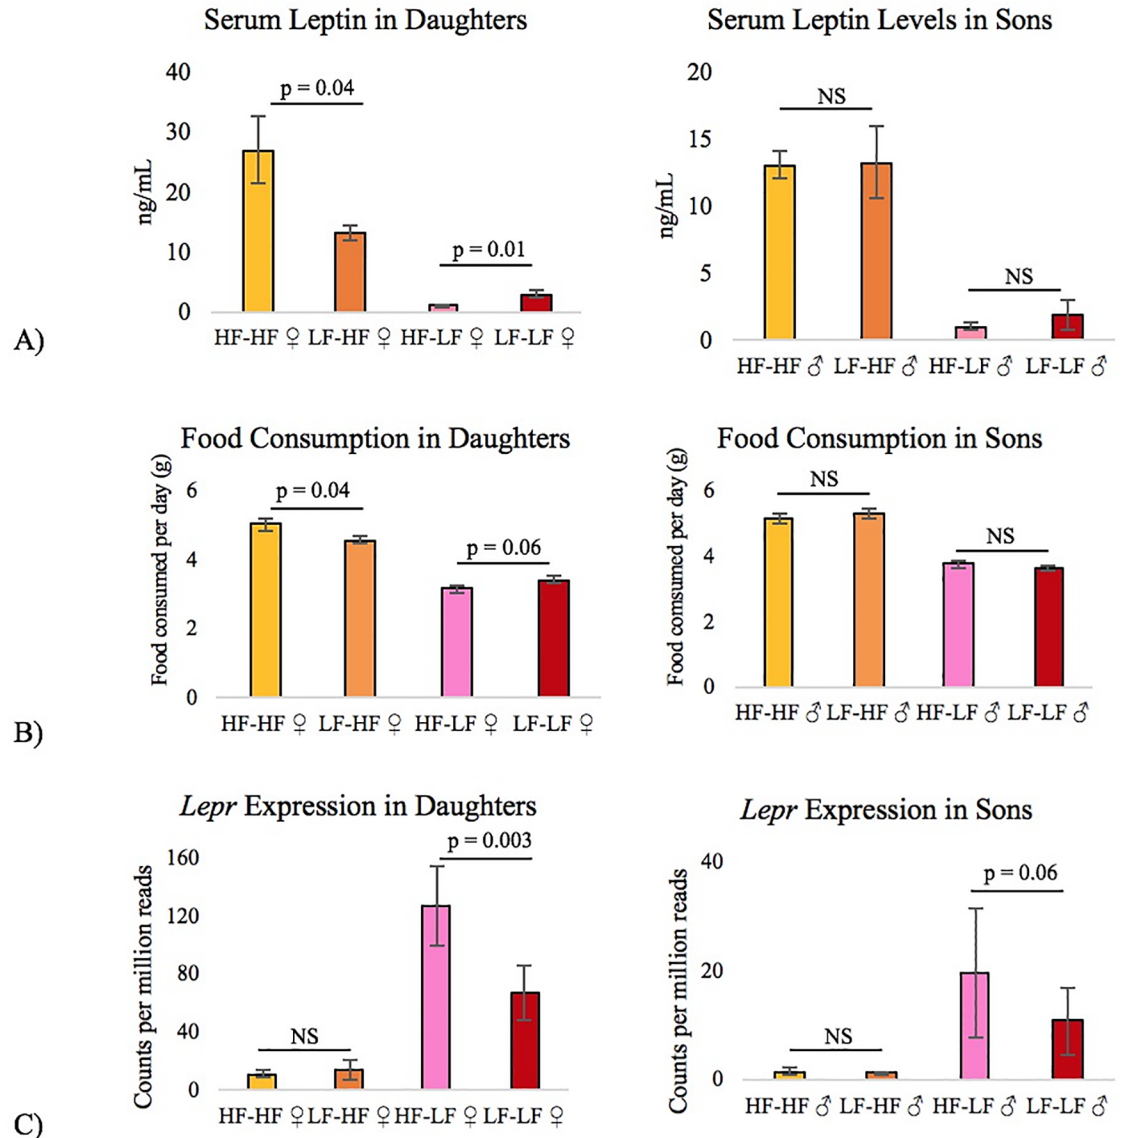 Serum Leptin in Daughters
40
30
20
10
0
ng/mL
p = 0.04
p = 0.01
HF-HF ♀ LF-HF ♀ HF-LF ♀ LF-LF ♀
Serum Leptin Levels in Sons
20
15
10
5
0
ng/mL
NS
NS
HF-HF ♂ LF-HF ♂ HF-LF ♂ LF-LF ♂
A)
Food Consumption in Daughters
6
4
2
0
Food consumed per day (g)
p = 0.04
p = 0.06
HF-HF ♀ LF-HF ♀ HF-LF ♀ LF-LF ♀
Food Consumption in Sons
6
4
2
0
Food comsumed per day (g)
NS
NS
HF-HF ♂ LF-HF ♂ HF-LF ♂ LF-LF ♂
B)
Lepr Expression in Daughters
160
120
80
40
0
Counts per million reads
NS
p = 0.003
HF-HF ♀ LF-HF ♀ HF-LF ♀ LF-LF ♀
Lepr Expression in Sons
40
20
0
Counts per million reads
NS
p = 0.06
HF-HF ♂ LF-HF ♂ HF-LF ♂ LF-LF ♂
C)